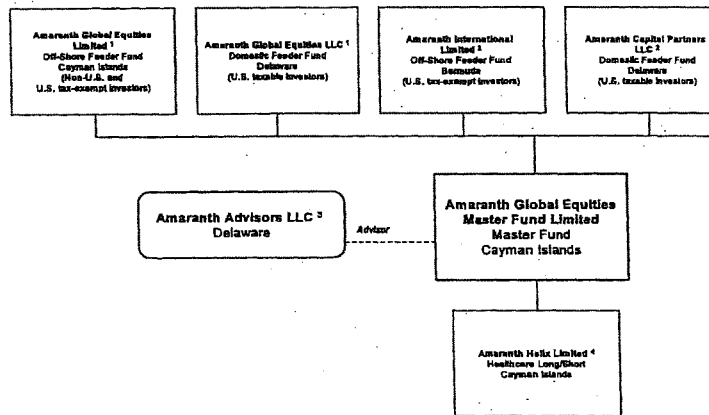 Amaranth Global Equities
Limited 1
Off-Shore Feeder Fund
Cayman Islands
(Non-U.S. and
U.S. tax-exempt investors)
Amaranth Global Equities LLC 1
Domestic Feeder Fund
Delaware
(U.S. taxable investors)
Amaranth International
Limited 2
Off-Shore Feeder Fund
Bermuda
(U.S. tax-exempt investors)
Amaranth Capital Partners
LLC 2
Domestic Feeder Fund
Delaware
(U.S. taxable investors)
Amaranth Advisors LLC 3
Delaware
Advisor
Amaranth Global Equities
Master Fund Limited
Master Fund
Cayman Islands
Amaranth Helix Limited 4
Healthcare Long/Short
Cayman Islands